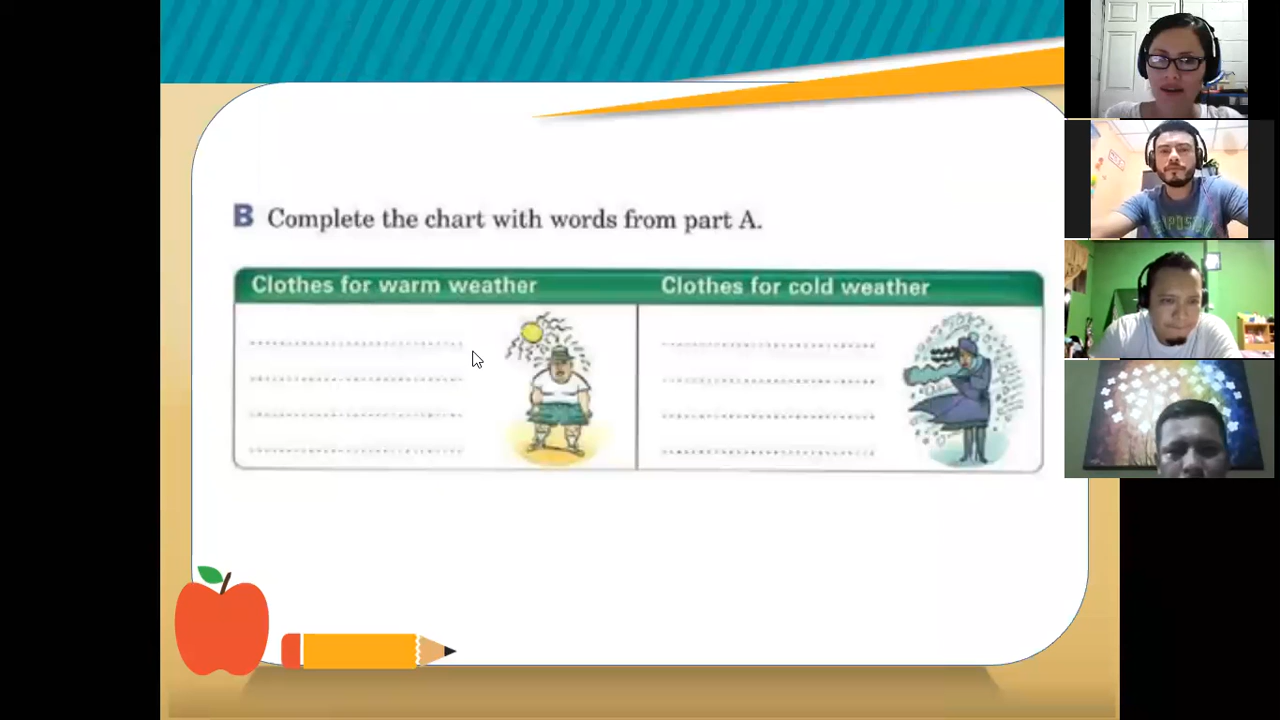 B Complete the chart with words from part A.
Clothes for warm weather
Clothes for cold weather